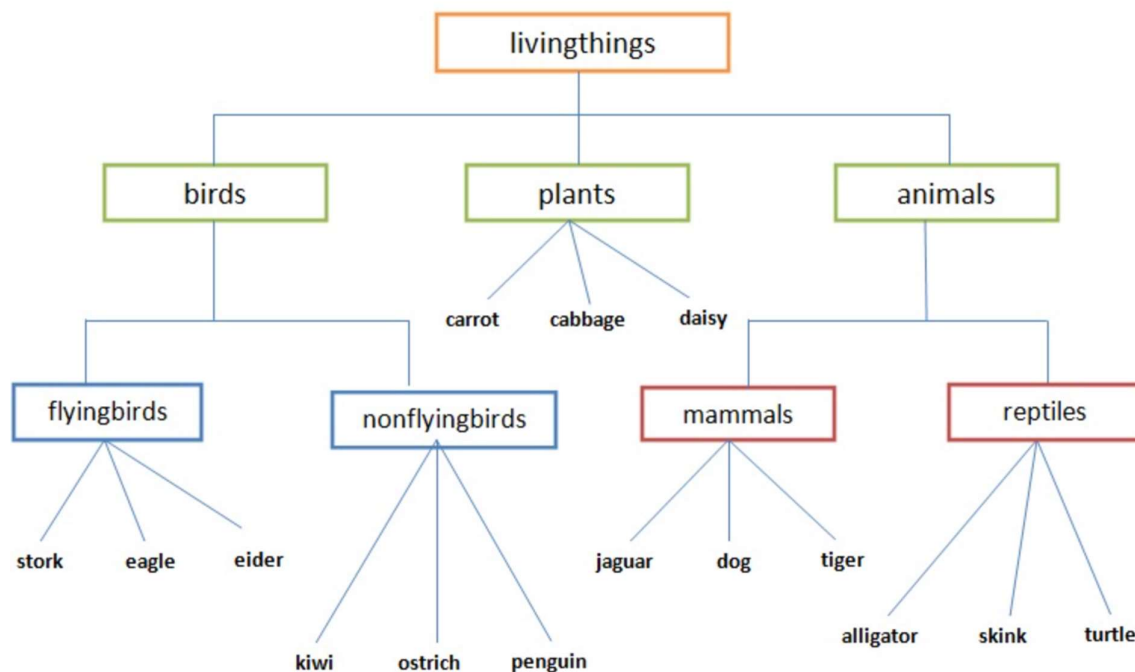 livingthings
birds
plants
animals
carrot
cabbage
daisy
flyingbirds
nonflyingbirds
mammals
reptiles
stork
eagle
eider
jaguar
dog
tiger
kiwi
ostrich
penguin
alligator
skink
turtle